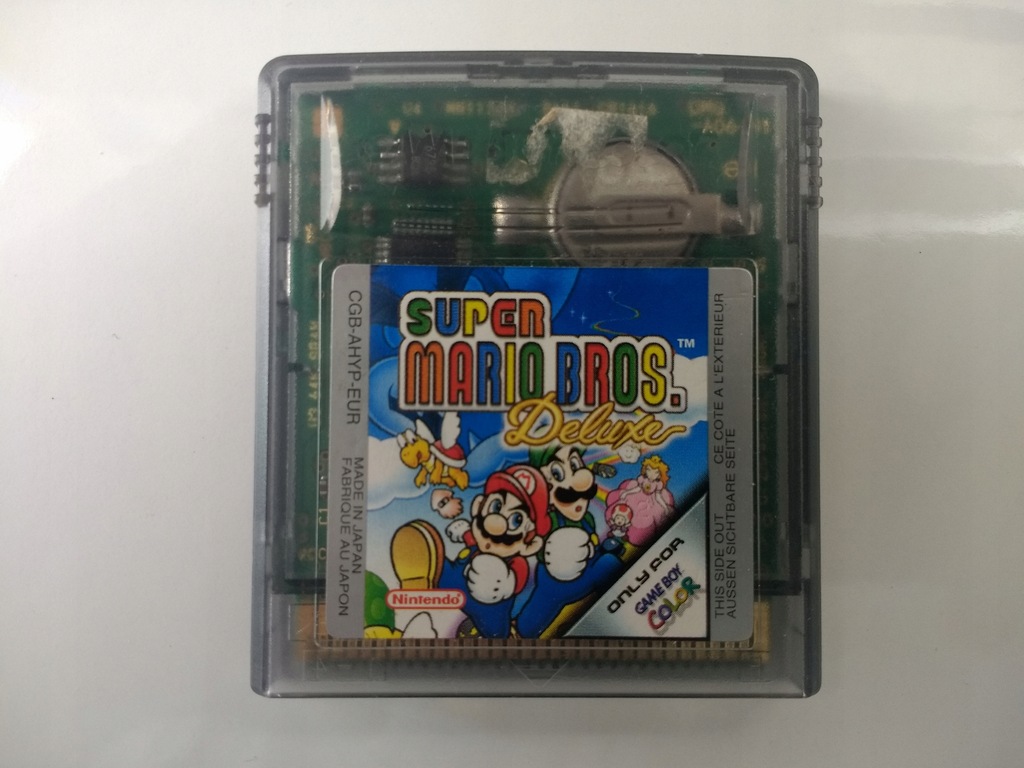 U4
CGB-AHYP-EUR
MADE IN JAPAN
FABRIQUE AU JAPON
SUPER
MARIO BROS.
TM
Deluxe
M
Nintendo
ONLY FOR
GAME BOY
COLOR
THIS SIDE OUT CE COTE A L'EXTERIEUR
AUSSEN SICHTBARE SEITE